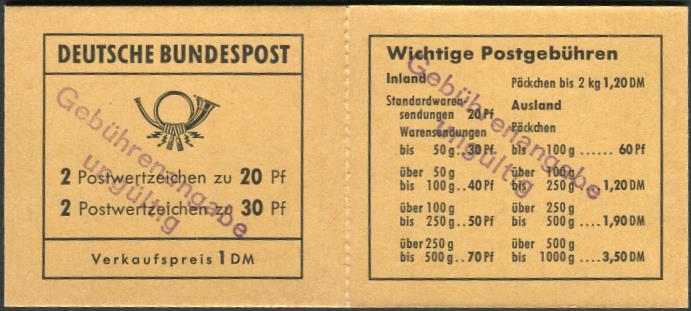 DEUTSCHE BUNDESPOST
2 Postwertzeichen zu 20 Pf
2 Postwertzeichen zu 30 Pf
Verkaufspreis 1 DM
Gebührenangabe
ungültig
Wichtige Postgebühren
Inland
Standardwaren-
sendungen 20 Pf
Warensendungen
bis 50 g..30 Pf
über 50 g
bis 100 g..40 Pf
über 100 g
bis 250 g..50 Pf
über 250 g
bis 500 g..70 Pf
Päckchen bis 2 kg 1,20 DM
Ausland
Päckchen
bis 100 g ...... 60 Pf
über 100 g
bis 250 g ....1,20 DM
über 250 g
bis 500 g ....1,90 DM
über 500 g
bis 1000 g ....3,50 DM
Gebührenangabe
ungültig